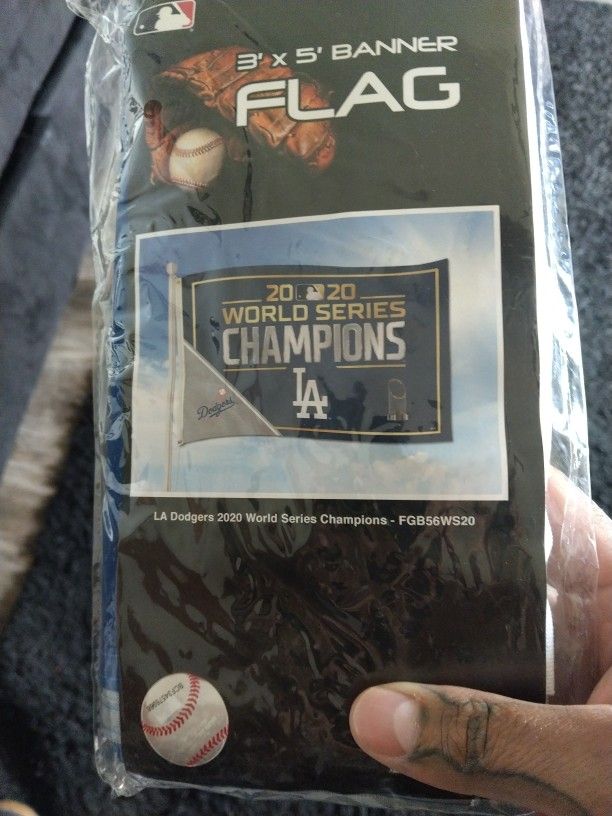 3' x 5' BANNER
FLAG
20 20
WORLD SERIES
CHAMPIONS
LA
Dodgers
LA Dodgers 2020 World Series Champions - FGB56WS20